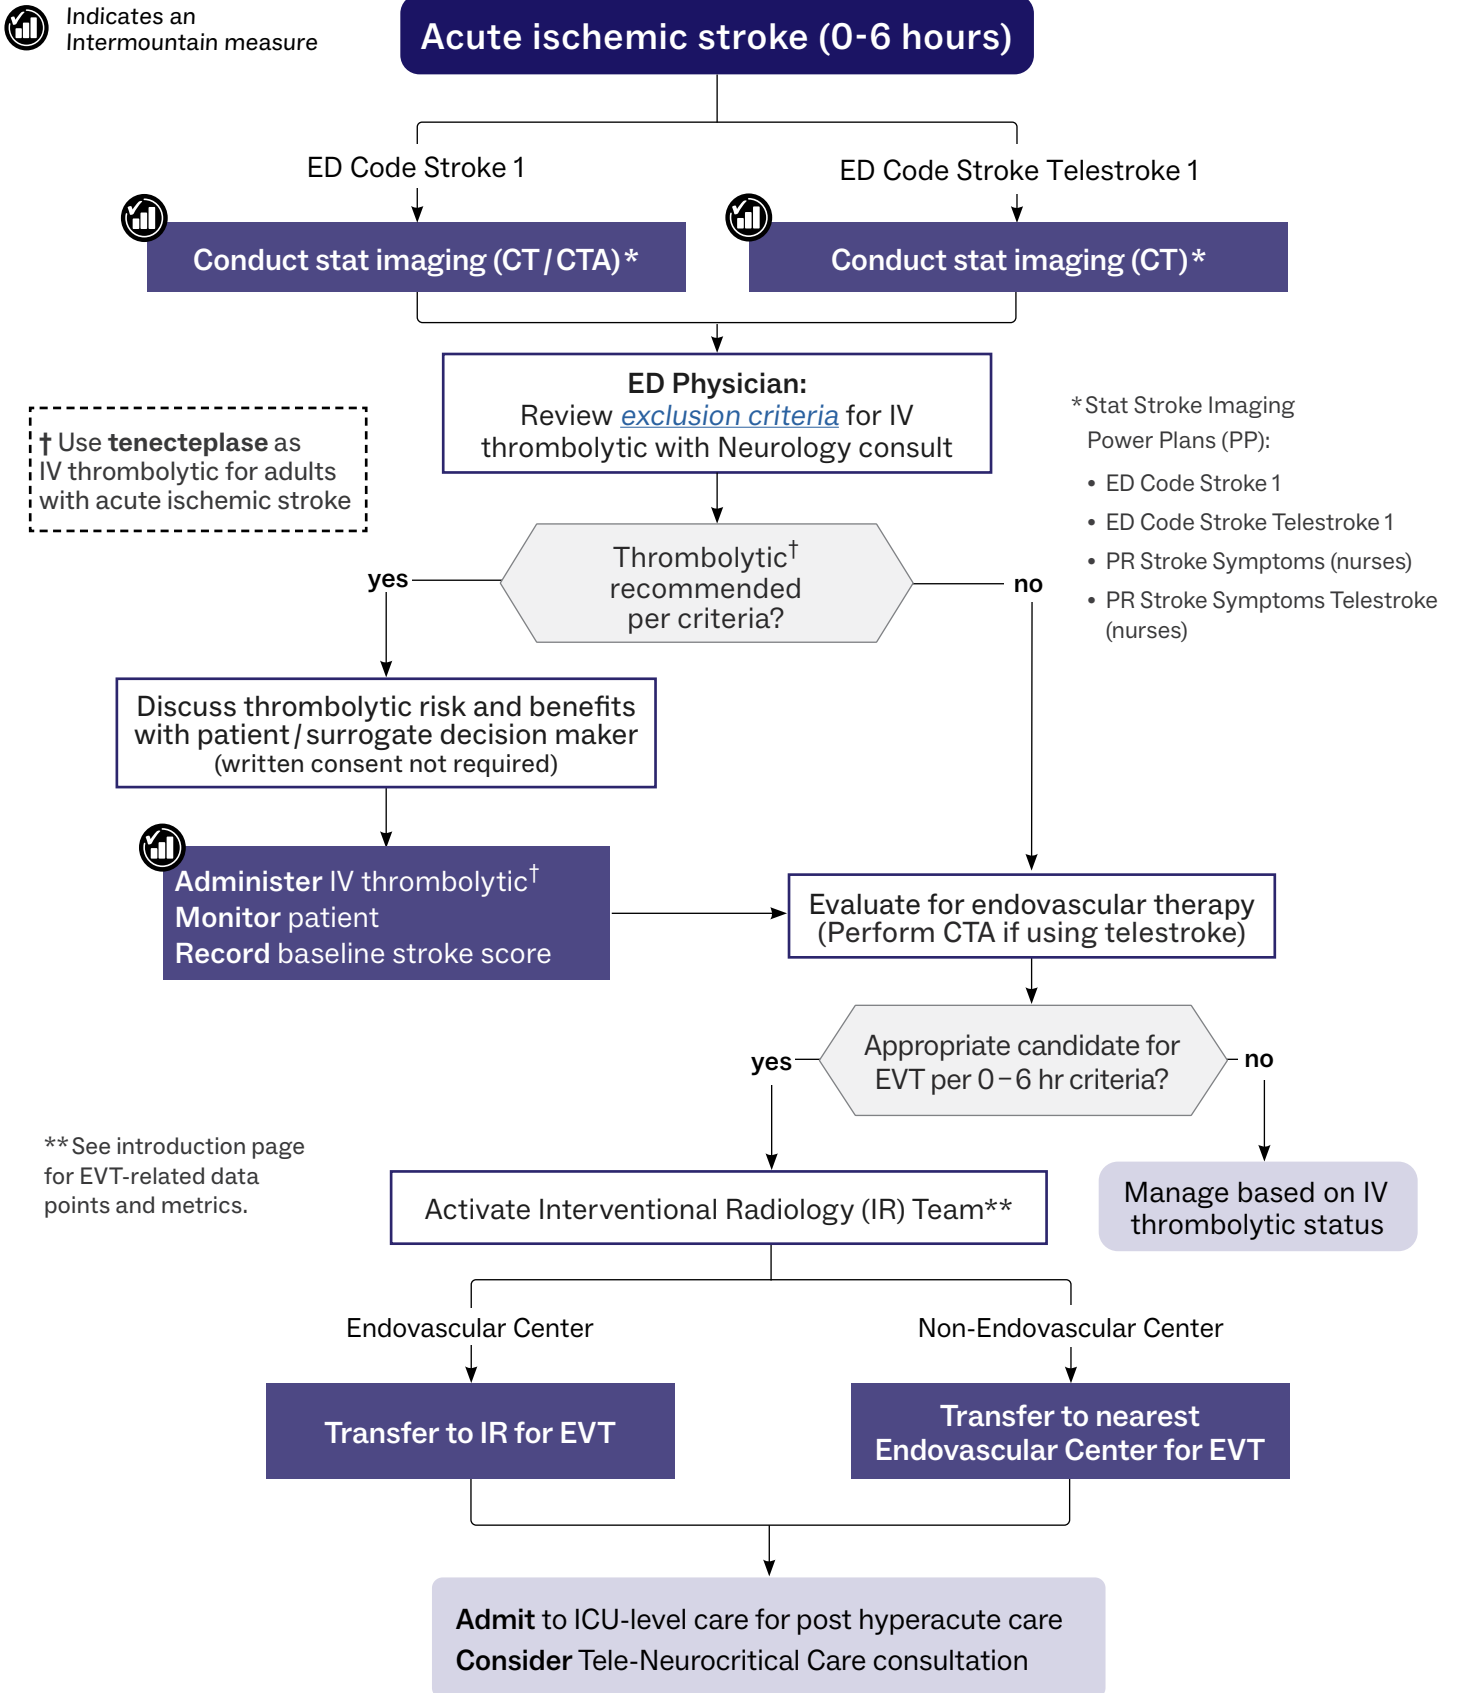 Indicates an
Intermountain measure
Acute ischemic stroke (0-6 hours)
ED Code Stroke 1
ED Code Stroke Telestroke 1
Conduct stat imaging (CT/CTA)*
Conduct stat imaging (CT)*
ED Physician:
Review exclusion criteria for IV
thrombolytic with Neurology consult
† Use tenecteplase as
IV thrombolytic for adults
with acute ischemic stroke
*Stat Stroke Imaging
Power Plans (PP):
• ED Code Stroke 1
• ED Code Stroke Telestroke 1
• PR Stroke Symptoms (nurses)
• PR Stroke Symptoms Telestroke
(nurses)
Thrombolytic†
recommended
per criteria?
yes
no
Discuss thrombolytic risk and benefits
with patient/surrogate decision maker
(written consent not required)
Administer IV thrombolytic†
Monitor patient
Record baseline stroke score
Evaluate for endovascular therapy
(Perform CTA if using telestroke)
Appropriate candidate for
EVT per 0–6 hr criteria?
yes
no
**See introduction page
for EVT-related data
points and metrics.
Activate Interventional Radiology (IR) Team**
Manage based on IV
thrombolytic status
Endovascular Center
Non-Endovascular Center
Transfer to IR for EVT
Transfer to nearest
Endovascular Center for EVT
Admit to ICU-level care for post hyperacute care
Consider Tele-Neurocritical Care consultation